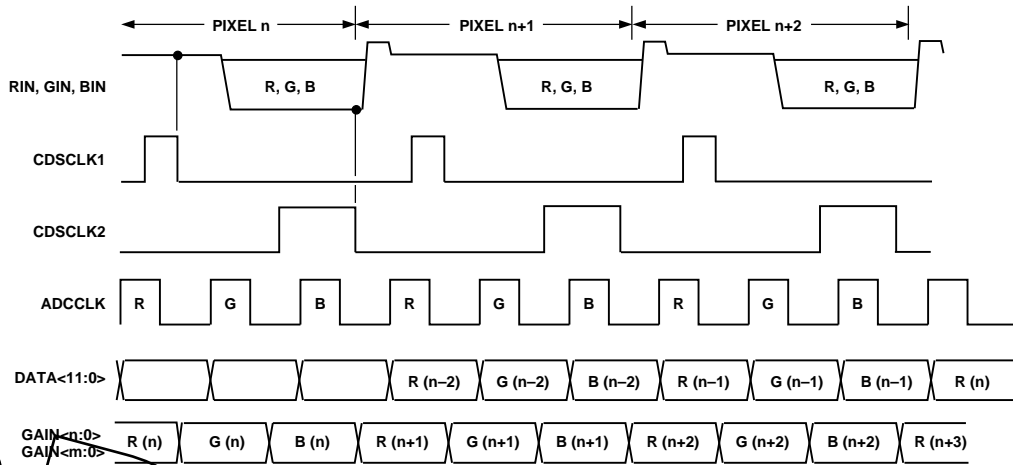 PIXEL n PIXEL n+1 PIXEL n+2
RIN, GIN, BIN R, G, B R, G, B R, G, B
CDSCLK1
CDSCLK2
ADCCLK R G B R G B R G B
DATA<11:0> R (n–2) G (n–2) B (n–2) R (n–1) G (n–1) B (n–1) R (n)
GAIN<n:0>
GAIN<m:0> R (n) G (n) B (n) R (n+1) G (n+1) B (n+1) R (n+2) G (n+2) B (n+2) R (n+3)